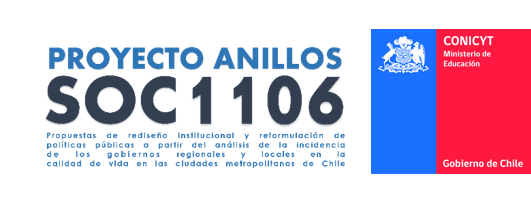 PROYECTO ANILLOS
SOC1106
Propuestas de rediseño institucional y reformulación de
políticas públicas a partir del análisis de la incidencia
de los gobiernos regionales y locales en la
calidad de vida en las ciudades metropolitanas de Chile
CONICYT
Ministerio de
Educación
Gobierno de Chile